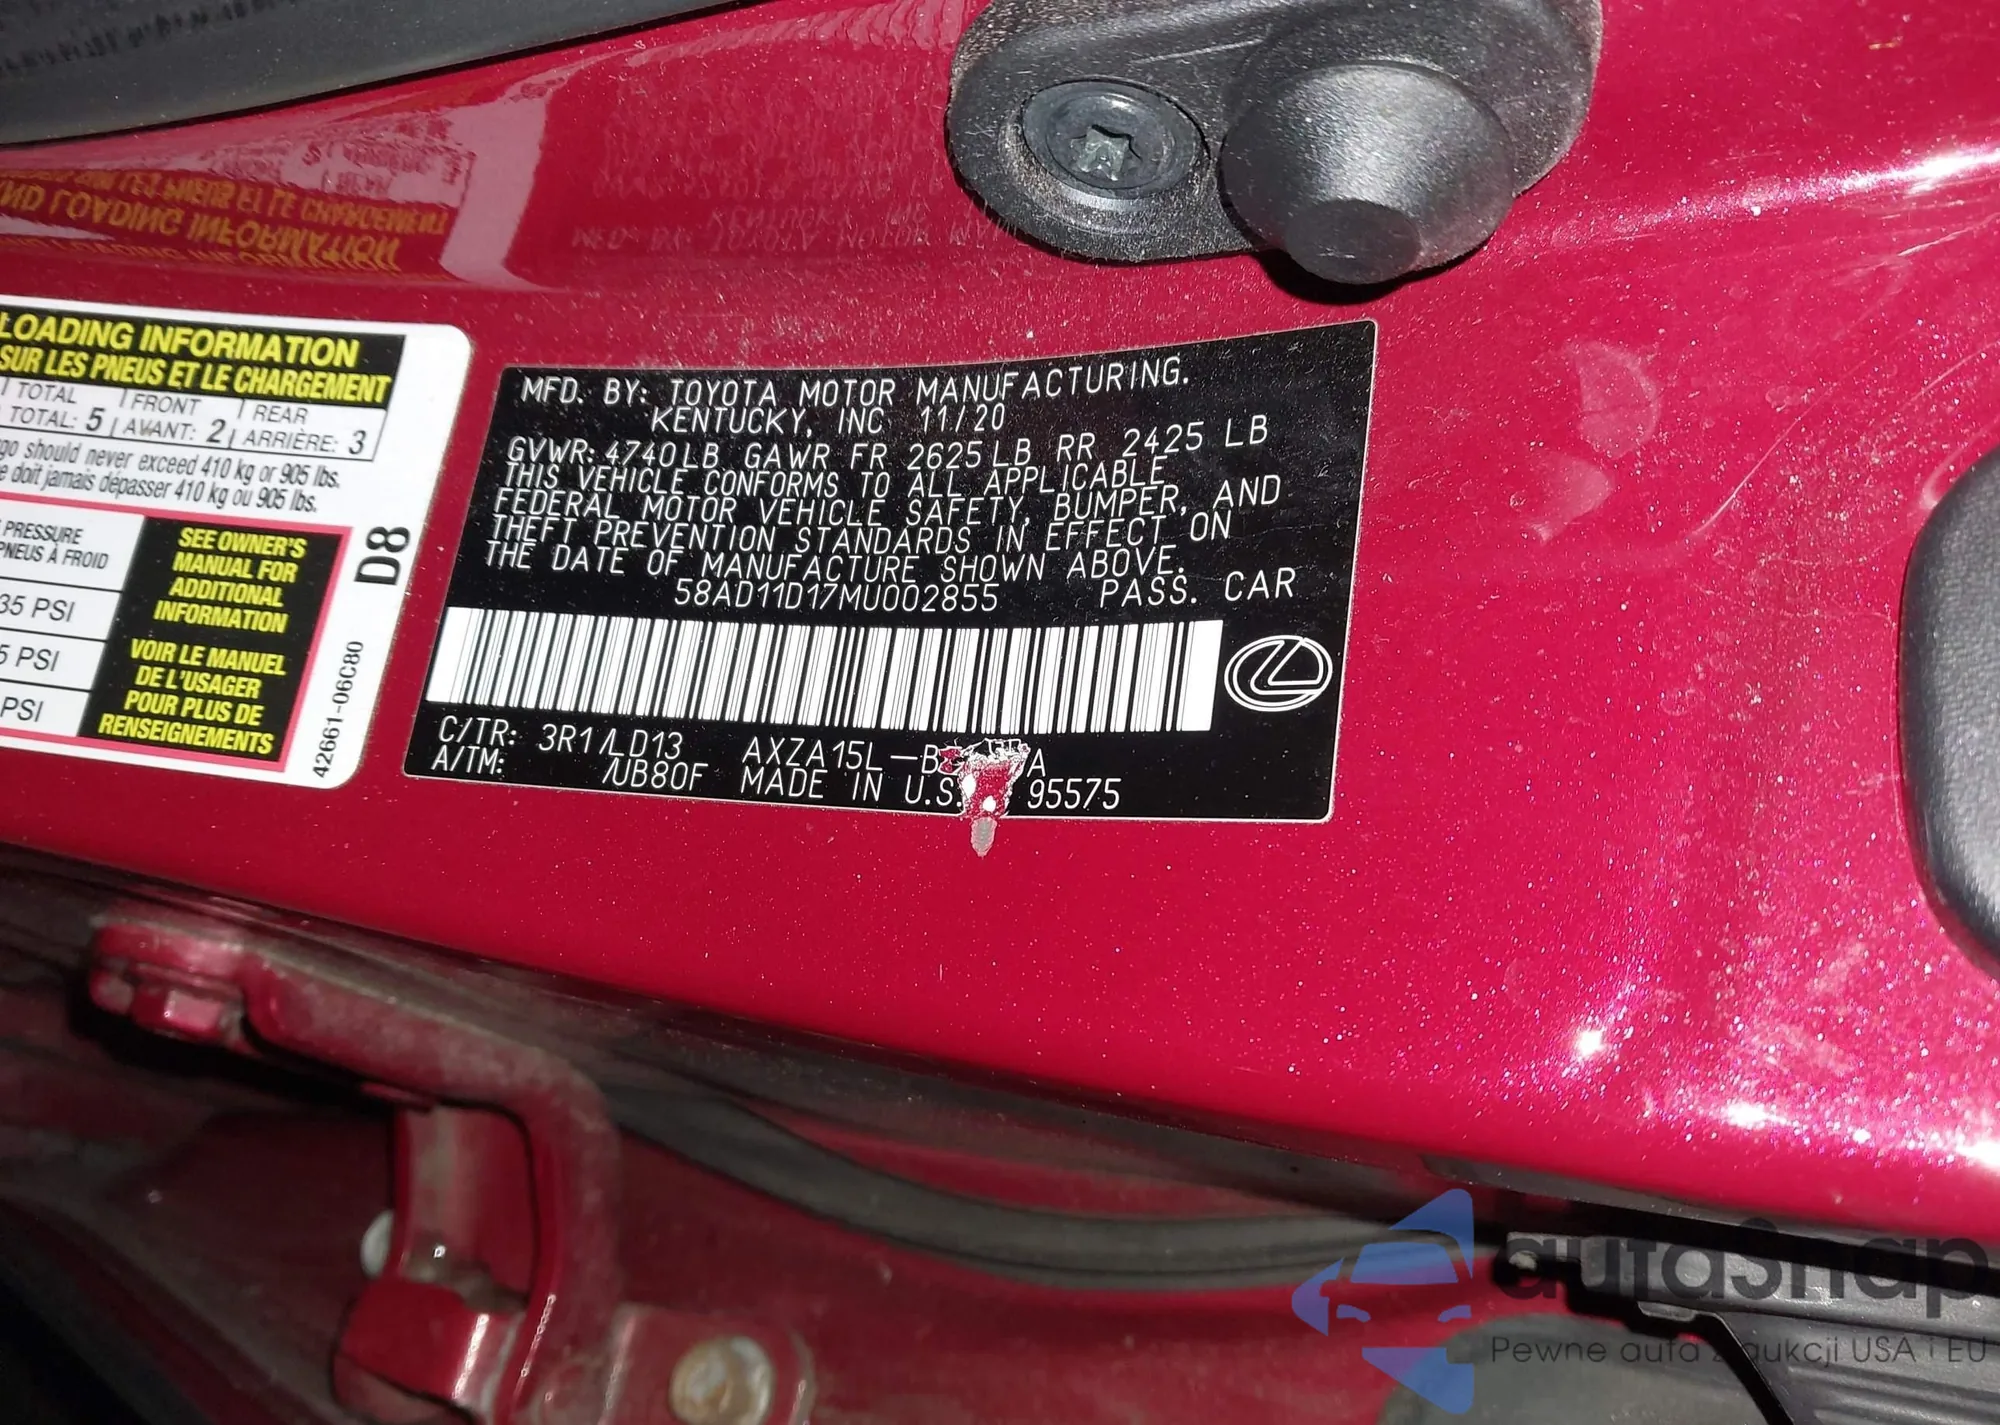 LOADING INFORMATION
SUR LES PNEUS ET LE CHARGEMENT
TOTAL FRONT REAR
TOTAL: 5 AVANT: 2 ARRIÈRE: 3
should never exceed 410 kg or 905 lbs.
doit jamais dépasser 410 kg ou 905 lbs.
PRESSURE
PNEUS À FROID
35 PSI
PSI
PSI
SEE OWNER'S
MANUAL FOR
ADDITIONAL
INFORMATION
VOIR LE MANUEL
DE L'USAGER
POUR PLUS DE
RENSEIGNEMENTS
D8
42661-06C80
MFD. BY: TOYOTA MOTOR MANUFACTURING.
KENTUCKY, INC 11/20
GVWR: 4740LB GAWR FR 2625LB RR 2425 LB
THIS VEHICLE CONFORMS TO ALL APPLICABLE
FEDERAL MOTOR VEHICLE SAFETY, BUMPER, AND
THEFT PREVENTION STANDARDS IN EFFECT ON
THE DATE OF MANUFACTURE SHOWN ABOVE.
58AD11D17MU002855 PASS. CAR
C/TR: 3R1/LD13 AXZA15L-B
A/TM: /UB80F MADE IN U.S. 95575
autoSnap
Pewne auta z aukcji USA i EU